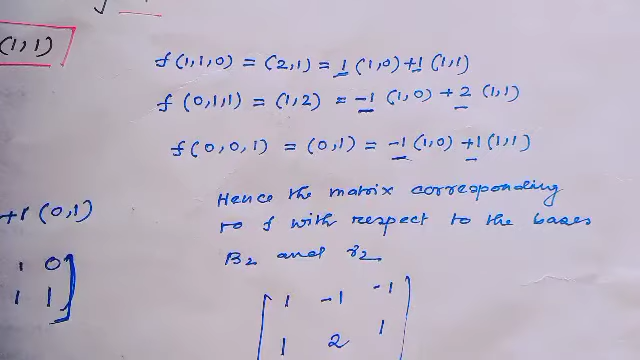 (1,1)
f(1,1,0) = (2,1) = 1 (1,0) +1 (1,1)
f (0,1,1) = (1,2) = -1 (1,0) + 2 (1,1)
f(0,0,1) = (0,1) = -1 (1,0) +1 (1,1)
Hence the matrix corresponding
to f with respect to the bases
B2 and γ2
+1 (0,1)
1 0
1 1
1 -1 -1
1 2 1